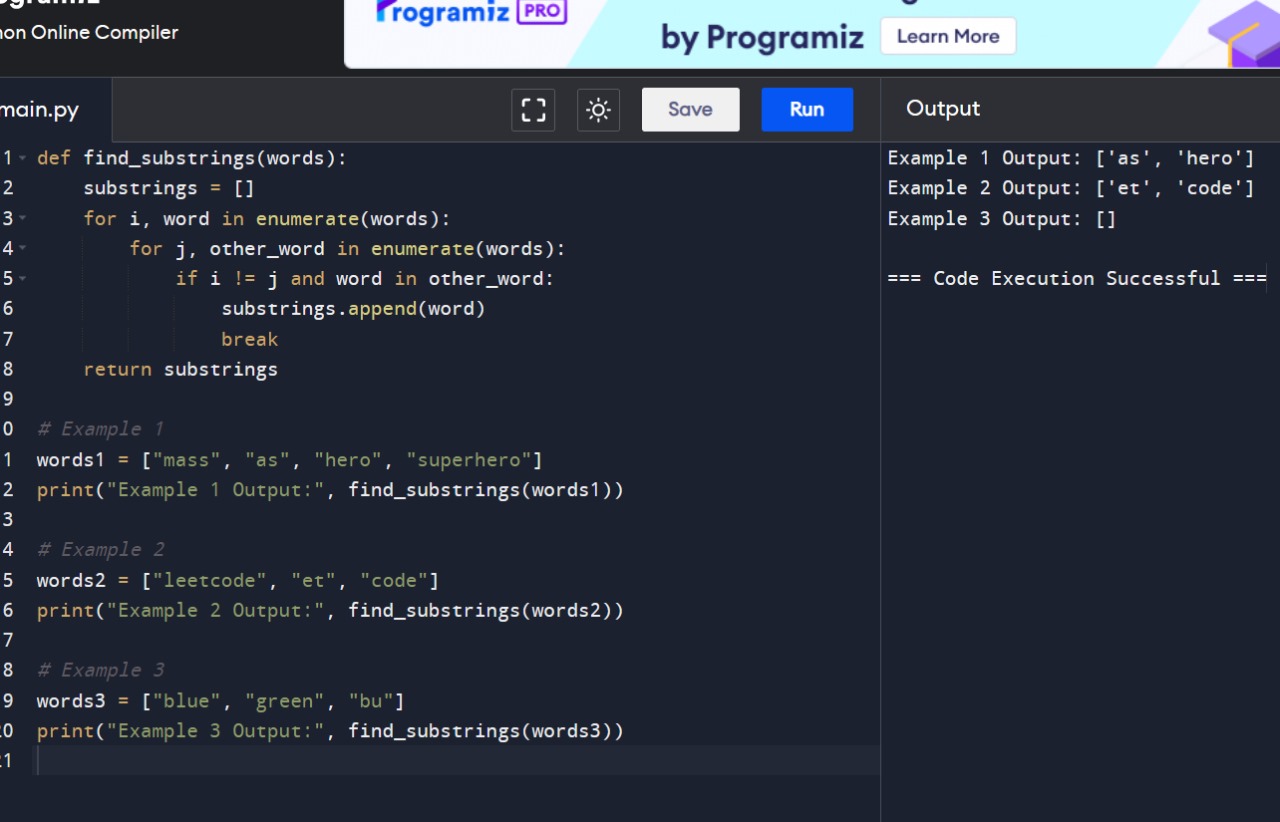 Programiz PRO
by Programiz Learn More
Online Compiler
main.py
Save
Run
Output
1 def find_substrings(words):
2 substrings = []
3 for i, word in enumerate(words):
4 for j, other_word in enumerate(words):
5 if i != j and word in other_word:
6 substrings.append(word)
7 break
8 return substrings
9
0 # Example 1
1 words1 = ["mass", "as", "hero", "superhero"]
2 print("Example 1 Output:", find_substrings(words1))
3
4 # Example 2
5 words2 = ["leetcode", "et", "code"]
6 print("Example 2 Output:", find_substrings(words2))
7
8 # Example 3
9 words3 = ["blue", "green", "bu"]
0 print("Example 3 Output:", find_substrings(words3))
1
Example 1 Output: ['as', 'hero']
Example 2 Output: ['et', 'code']
Example 3 Output: []
=== Code Execution Successful ===